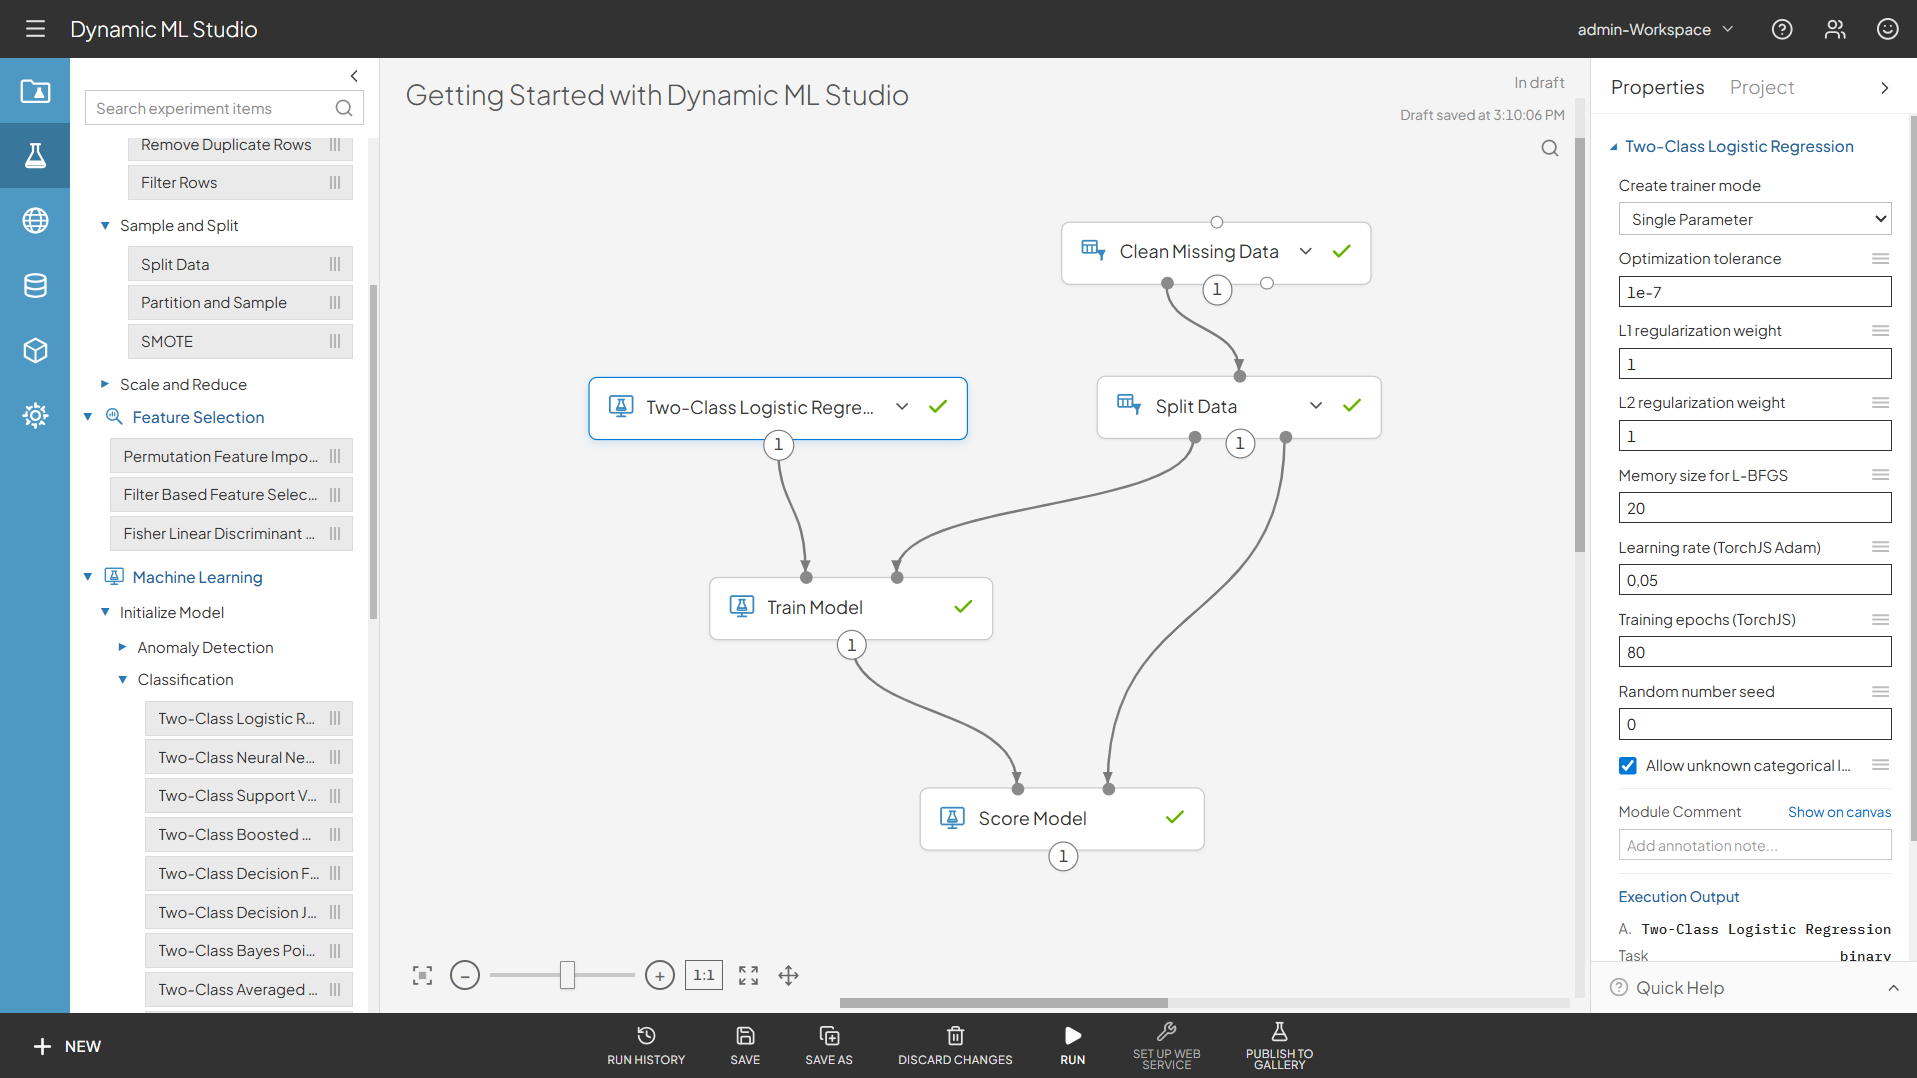 Dynamic ML Studio
admin-Workspace
Search experiment items
Remove Duplicate Rows
Filter Rows
Sample and Split
Split Data
Partition and Sample
SMOTE
Scale and Reduce
Feature Selection
Permutation Feature Impo...
Filter Based Feature Selec...
Fisher Linear Discriminant ...
Machine Learning
Initialize Model
Anomaly Detection
Classification
Two-Class Logistic R...
Two-Class Neural Ne...
Two-Class Support V...
Two-Class Boosted ...
Two-Class Decision F...
Two-Class Decision J...
Two-Class Bayes Poi...
Two-Class Averaged ...
Getting Started with Dynamic ML Studio
In draft
Draft saved at 3:10:06 PM
Clean Missing Data
1
Two-Class Logistic Regre...
1
Split Data
1
Train Model
1
Score Model
1
1:1
Properties
Project
Two-Class Logistic Regression
Create trainer mode
Single Parameter
Optimization tolerance
1e-7
L1 regularization weight
1
L2 regularization weight
1
Memory size for L-BFGS
20
Learning rate (TorchJS Adam)
0,05
Training epochs (TorchJS)
80
Random number seed
0
Allow unknown categorical l...
Module Comment
Show on canvas
Add annotation note...
Execution Output
A. Two-Class Logistic Regression
Task binary
Quick Help
NEW
RUN HISTORY
SAVE
SAVE AS
DISCARD CHANGES
RUN
SET UP WEB
SERVICE
PUBLISH TO
GALLERY